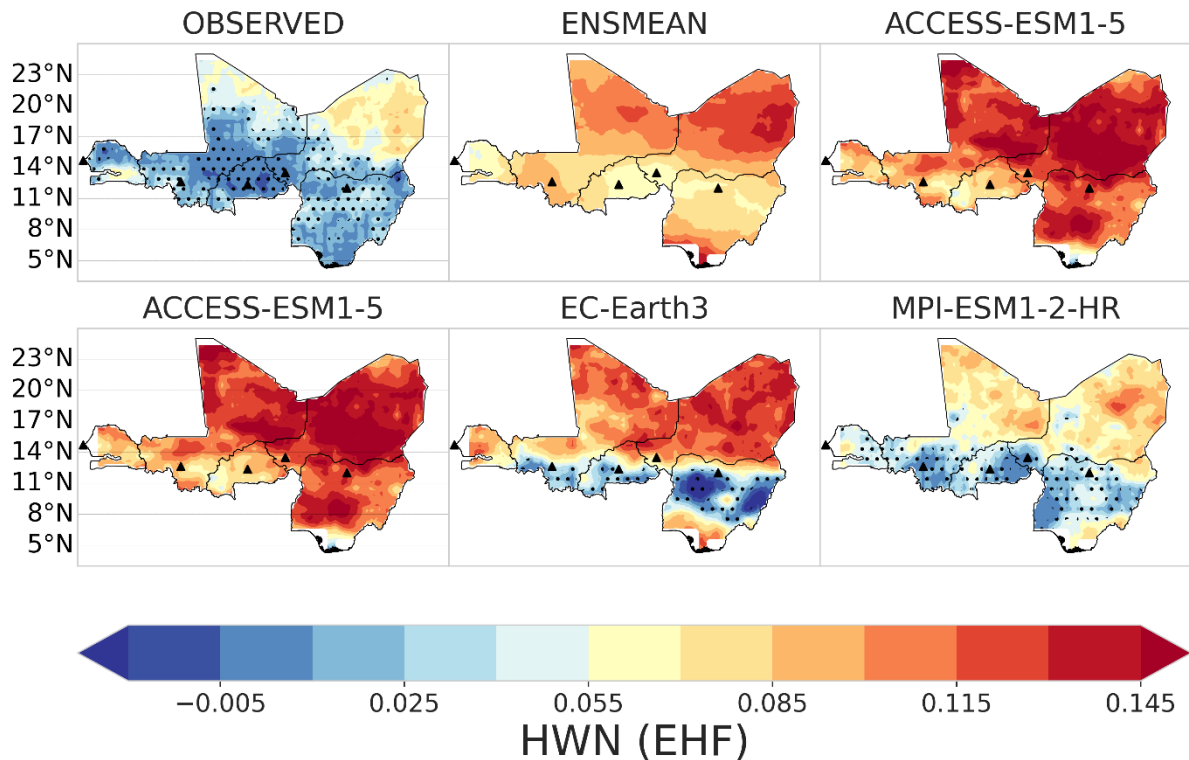 OBSERVED ENSMEAN ACCESS-ESM1-5
23°N
20°N
17°N
14°N
11°N
8°N
5°N
ACCESS-ESM1-5 EC-Earth3 MPI-ESM1-2-HR
23°N
20°N
17°N
14°N
11°N
8°N
5°N
−0.005 0.025 0.055 0.085 0.115 0.145
HWN (EHF)